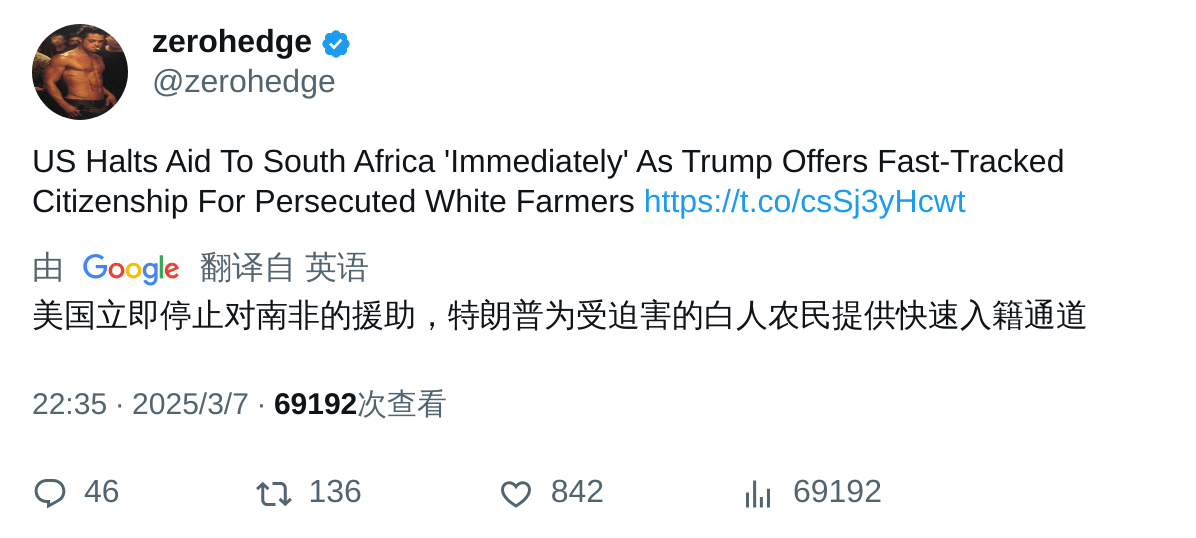 zerohedge
@zerohedge
US Halts Aid To South Africa 'Immediately' As Trump Offers Fast-Tracked
Citizenship For Persecuted White Farmers https://t.co/csSj3yHcwt
由 Google 翻译自 英语
美国立即停止对南非的援助，特朗普为受迫害的白人农民提供快速入籍通道
22:35 · 2025/3/7 · 69192次查看
46 136 842 69192